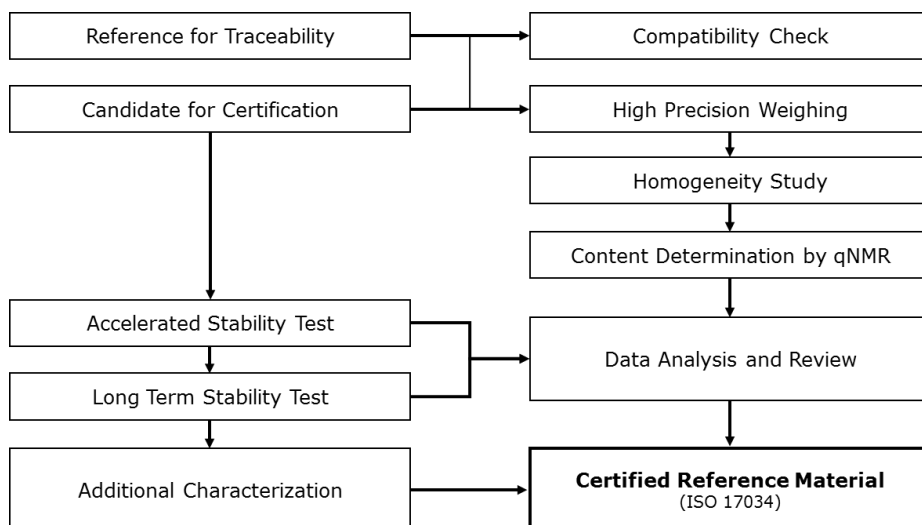 Reference for Traceability
Compatibility Check
Candidate for Certification
High Precision Weighing
Homogeneity Study
Content Determination by qNMR
Accelerated Stability Test
Data Analysis and Review
Long Term Stability Test
Additional Characterization
Certified Reference Material
(ISO 17034)